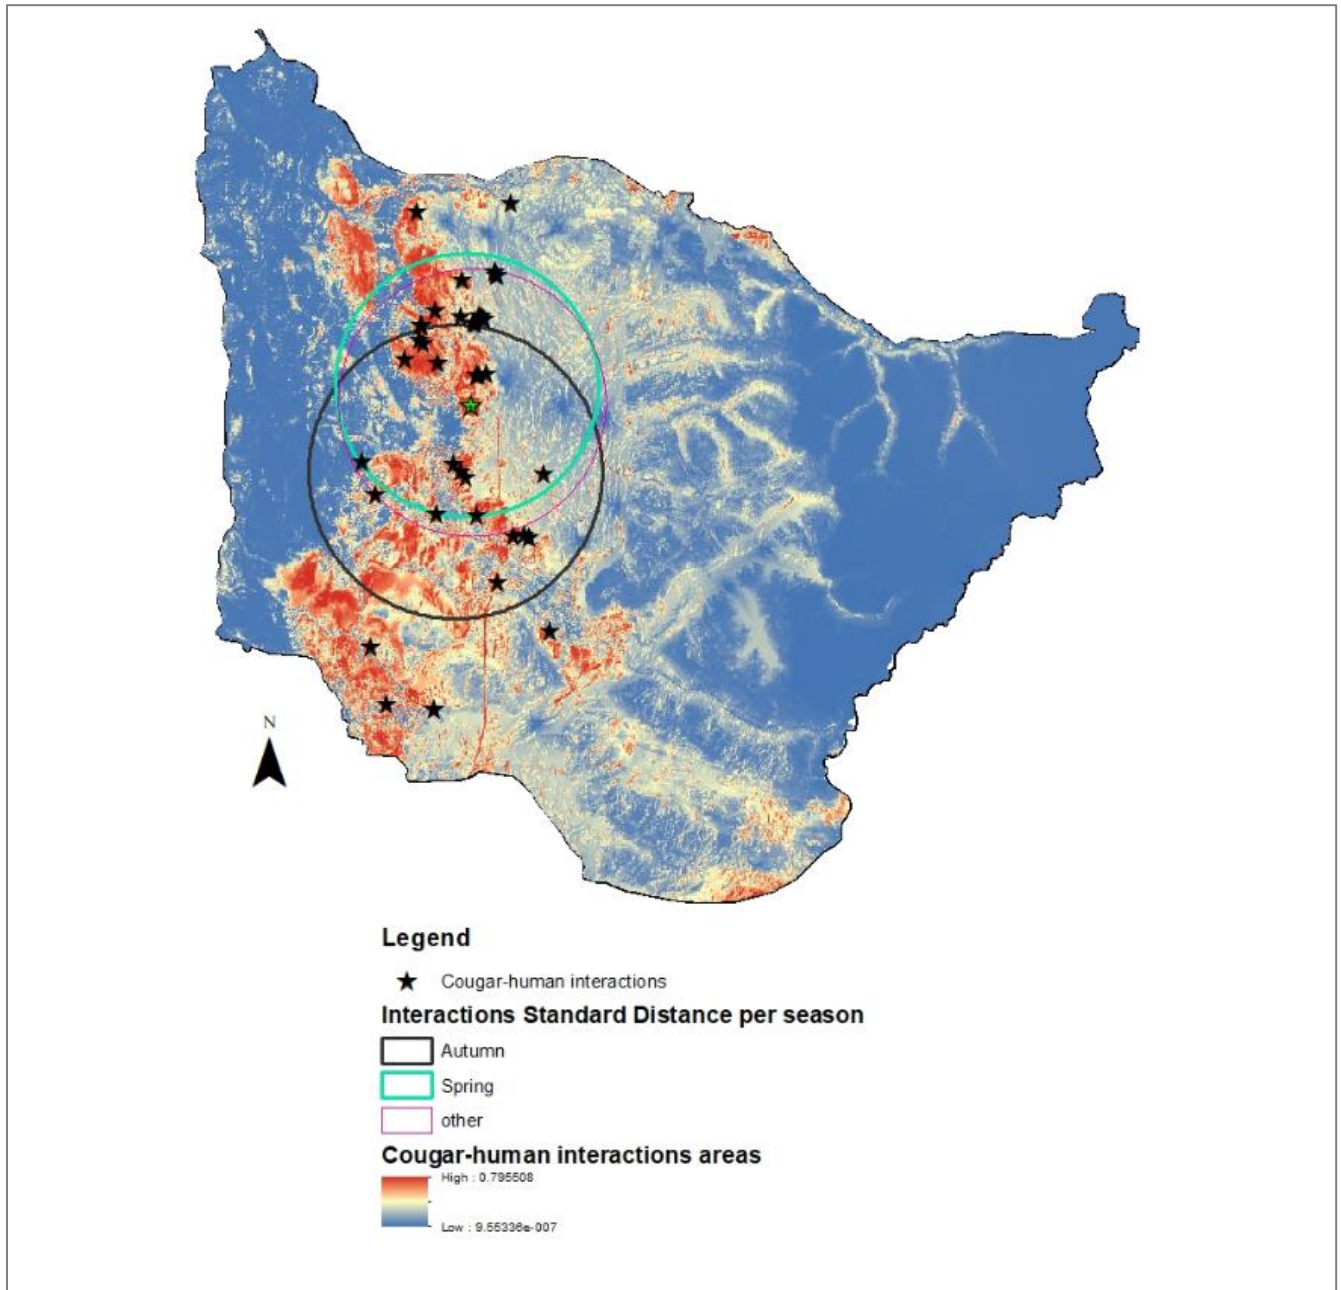 N
Legend
Cougar-human interactions
Interactions Standard Distance per season
Autumn
Spring
other
Cougar-human interactions areas
High : 0.795508
Low : 9.55336e-007